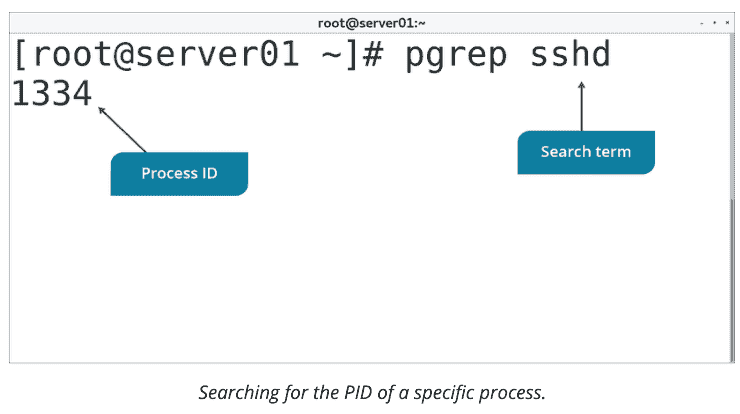 root@server01:~
[root@server01 ~]# pgrep sshd
1334
Process ID
Search term
Searching for the PID of a specific process.